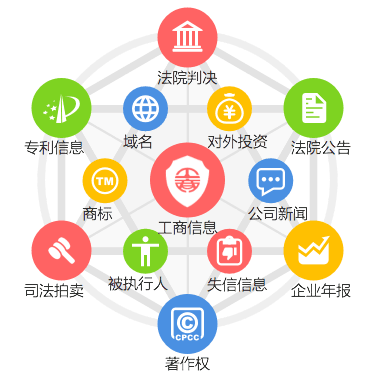 法院判决
专利信息
域名
对外投资
法院公告
TM
商标
工商信息
公司新闻
司法拍卖
被执行人
失信信息
企业年报
C
CPCC
著作权